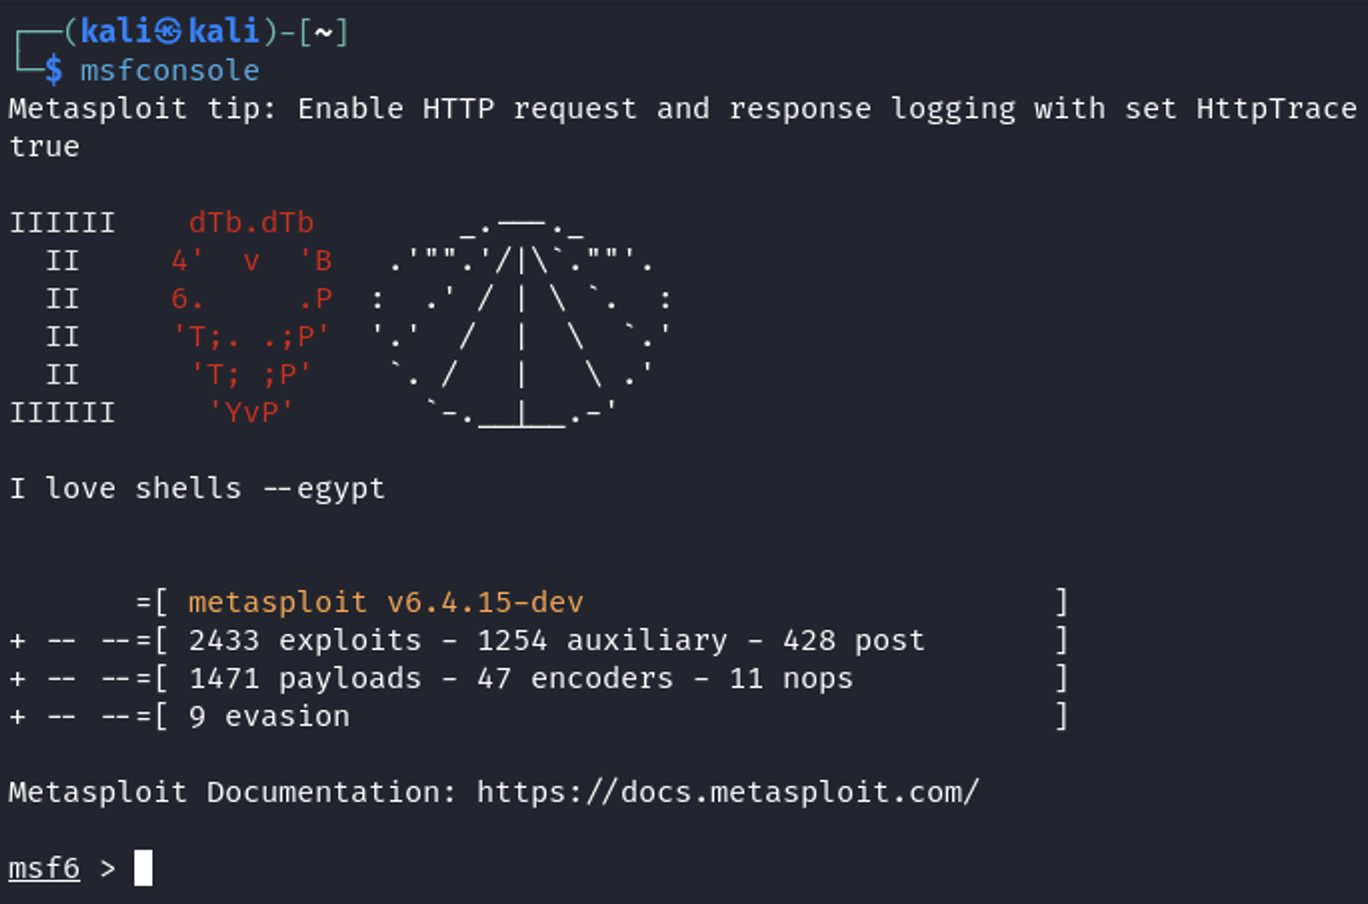 ┌──(kali㉿kali)-[~]
└─$ msfconsole
Metasploit tip: Enable HTTP request and response logging with set HttpTrace
true

IIIIII    dTb.dTb        _.---._
  II     4'  v  'B   .'"".'/|\`.""'.
  II     6.     .P  :  .' / | \ `.  :
  II     'T;. .;P'  '.'  /  |  \  `.'
  II      'T; ;P'    `. /   |   \ .'
IIIIII     'YvP'       `-.__|__.-'

I love shells --egypt

       =[ metasploit v6.4.15-dev                          ]
+ -- --=[ 2433 exploits - 1254 auxiliary - 428 post       ]
+ -- --=[ 1471 payloads - 47 encoders - 11 nops           ]
+ -- --=[ 9 evasion                                       ]

Metasploit Documentation: https://docs.metasploit.com/

msf6 >